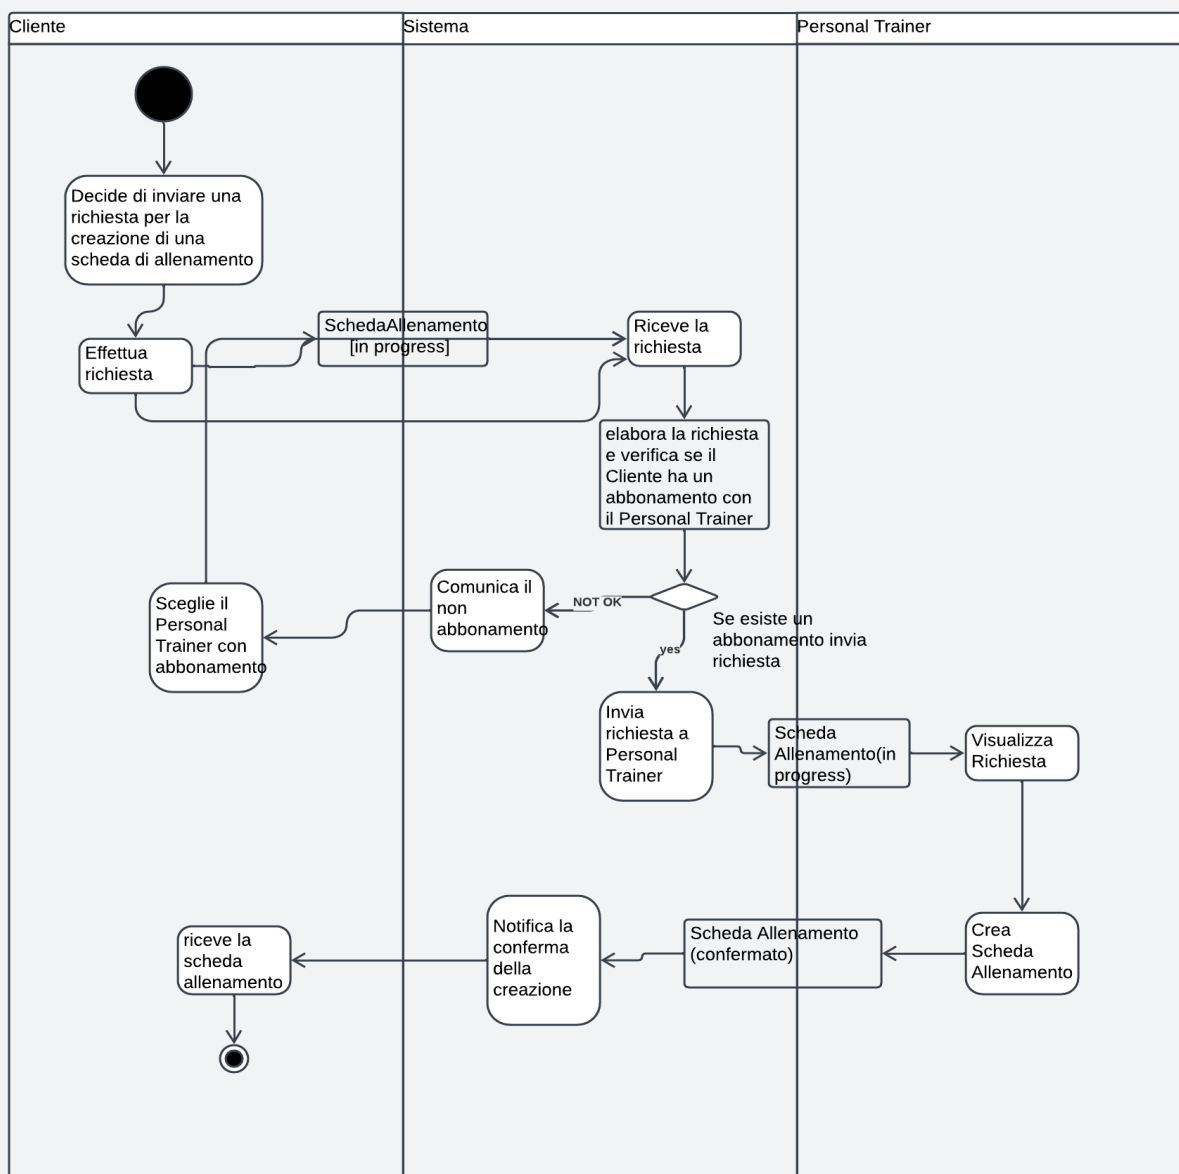 Cliente
Sistema
Personal Trainer
Decide di inviare una
richiesta per la
creazione di una
scheda di allenamento
Effettua
richiesta
SchedaAllenamento
[in progress]
Riceve la
richiesta
elabora la richiesta
e verifica se il
Cliente ha un
abbonamento con
il Personal Trainer
NOT OK
Comunica il
non
abbonamento
Sceglie il
Personal
Trainer con
abbonamento
Se esiste un
abbonamento invia
richiesta
yes
Invia
richiesta a
Personal
Trainer
Scheda
Allenamento(in
progress)
Visualizza
Richiesta
Crea
Scheda
Allenamento
Scheda Allenamento
(confermato)
Notifica la
conferma
della
creazione
riceve la
scheda
allenamento